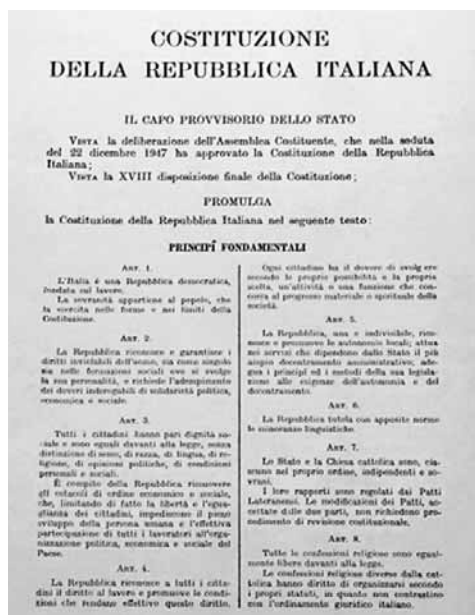 COSTITUZIONE
DELLA REPUBBLICA ITALIANA
IL CAPO PROVVISORIO DELLO STATO
VISTA la deliberazione dell'Assemblea Costituente, che nella seduta
del 22 dicembre 1947 ha approvato la Costituzione della Repubblica
Italiana;
VISTA la XVIII disposizione finale della Costituzione;
PROMULGA
la Costituzione della Repubblica Italiana nel seguente testo:
PRINCIPÎ FONDAMENTALI
ART. 1.
L'Italia è una Repubblica democratica,
fondata sul lavoro.
La sovranità appartiene al popolo, che
la esercita nelle forme e nei limiti della
Costituzione.
ART. 2.
La Repubblica riconosce e garantisce i
diritti inviolabili dell'uomo, sia come singolo
sia nelle formazioni sociali ove si svolge
la sua personalità, e richiede l'adempimento
dei doveri inderogabili di solidarietà politica,
economica e sociale.
ART. 3.
Tutti i cittadini hanno pari dignità so-
ciale e sono eguali davanti alla legge, senza
distinzione di sesso, di razza, di lingua, di re-
ligione, di opinioni politiche, di condizioni
personali e sociali.
È compito della Repubblica rimuovere
gli ostacoli di ordine economico e sociale,
che, limitando di fatto la libertà e l'egua-
glianza dei cittadini, impediscono il pieno
sviluppo della persona umana e l'effettiva
partecipazione di tutti i lavoratori all'orga-
nizzazione politica, economica e sociale del
Paese.
ART. 4.
La Repubblica riconosce a tutti i citta-
dini il diritto al lavoro e promuove le condi-
zioni che rendano effettivo questo diritto.
Ogni cittadino ha il dovere di svolgere
secondo le proprie possibilità e la propria
scelta, un'attività o una funzione che con-
corra al progresso materiale o spirituale della
società.
ART. 5.
La Repubblica, una e indivisibile, rico-
nosce e promuove le autonomie locali; attua
nei servizi che dipendono dallo Stato il più
ampio decentramento amministrativo; ade-
gua i principi ed i metodi della sua legisla-
zione alle esigenze dell'autonomia e del
decentramento.
ART. 6.
La Repubblica tutela con apposite norme
le minoranze linguistiche.
ART. 7.
Lo Stato e la Chiesa cattolica sono, cia-
scuno nel proprio ordine, indipendenti e so-
vrani.
I loro rapporti sono regolati dai Patti
Lateranensi. Le modificazioni dei Patti, ac-
cettate dalle due parti, non richiedono pro-
cedimento di revisione costituzionale.
ART. 8.
Tutte le confessioni religiose sono egual-
mente libere davanti alla legge.
Le confessioni religiose diverse dalla cat-
tolica hanno diritto di organizzarsi secondo
i propri statuti, in quanto non contrastino
con l'ordinamento giuridico italiano.